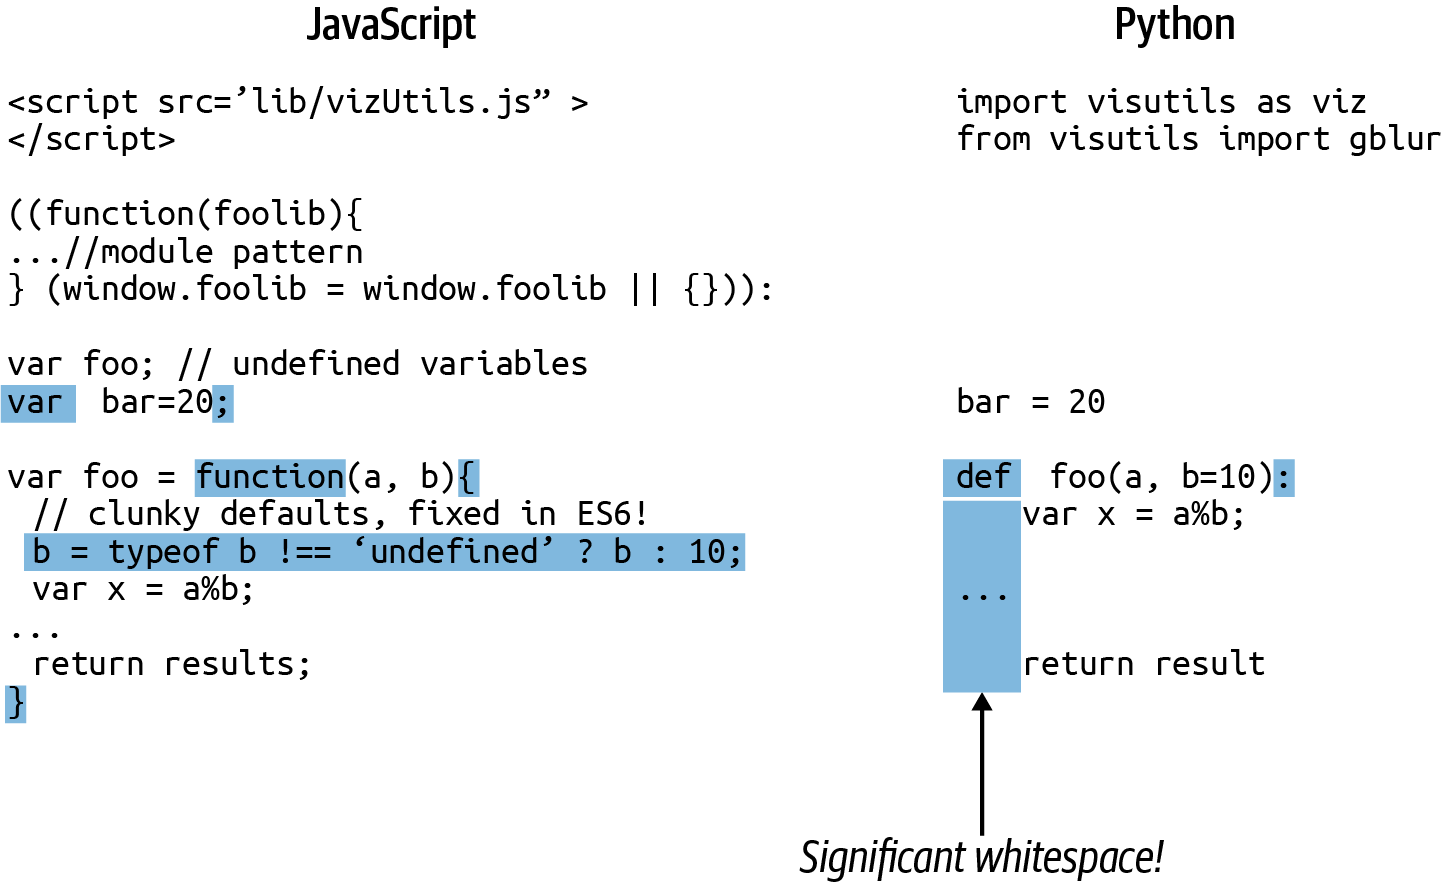 JavaScript
<script src=’lib/vizUtils.js” >
</script>
((function(foolib){
...//module pattern
} (window.foolib = window.foolib || {})):
var foo; // undefined variables
var bar=20;
var foo = function(a, b){
// clunky defaults, fixed in ES6!
b = typeof b !== ‘undefined’ ? b : 10;
var x = a%b;
...
return results;
}
Python
import visutils as viz
from visutils import gblur
bar = 20
def foo(a, b=10):
var x = a%b;
...
return result
Significant whitespace!